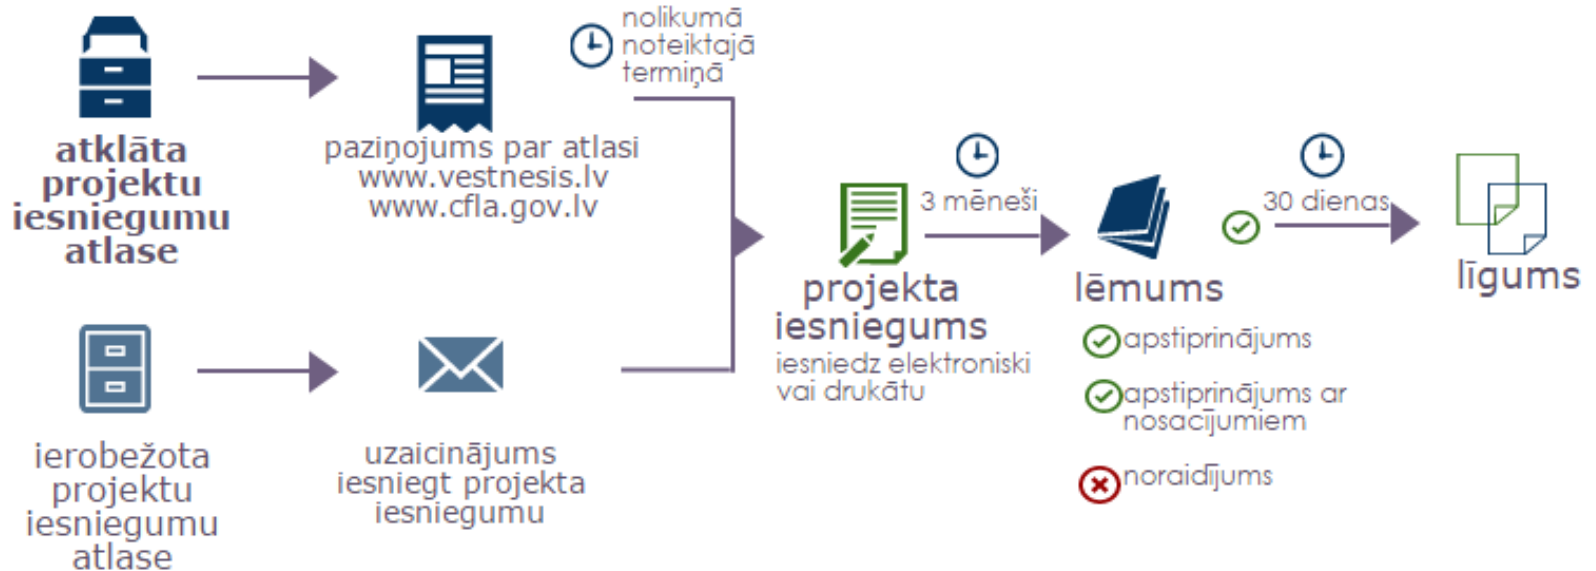 atklāta
projektu
iesniegumu
atlase
paziņojums par atlasi
www.vestnesis.lv
www.cfla.gov.lv
nolikumā
noteiktajā
termiņā
ierobežota
projektu
iesniegumu
atlase
uzaicinājums
iesniegt projekta
iesniegumu
projekta
iesniegums
iesniedz elektroniski
vai drukātu
3 mēneši
lēmums
apstiprinājums
apstiprinājums ar
nosacījumiem
noraidījums
30 dienas
līgums